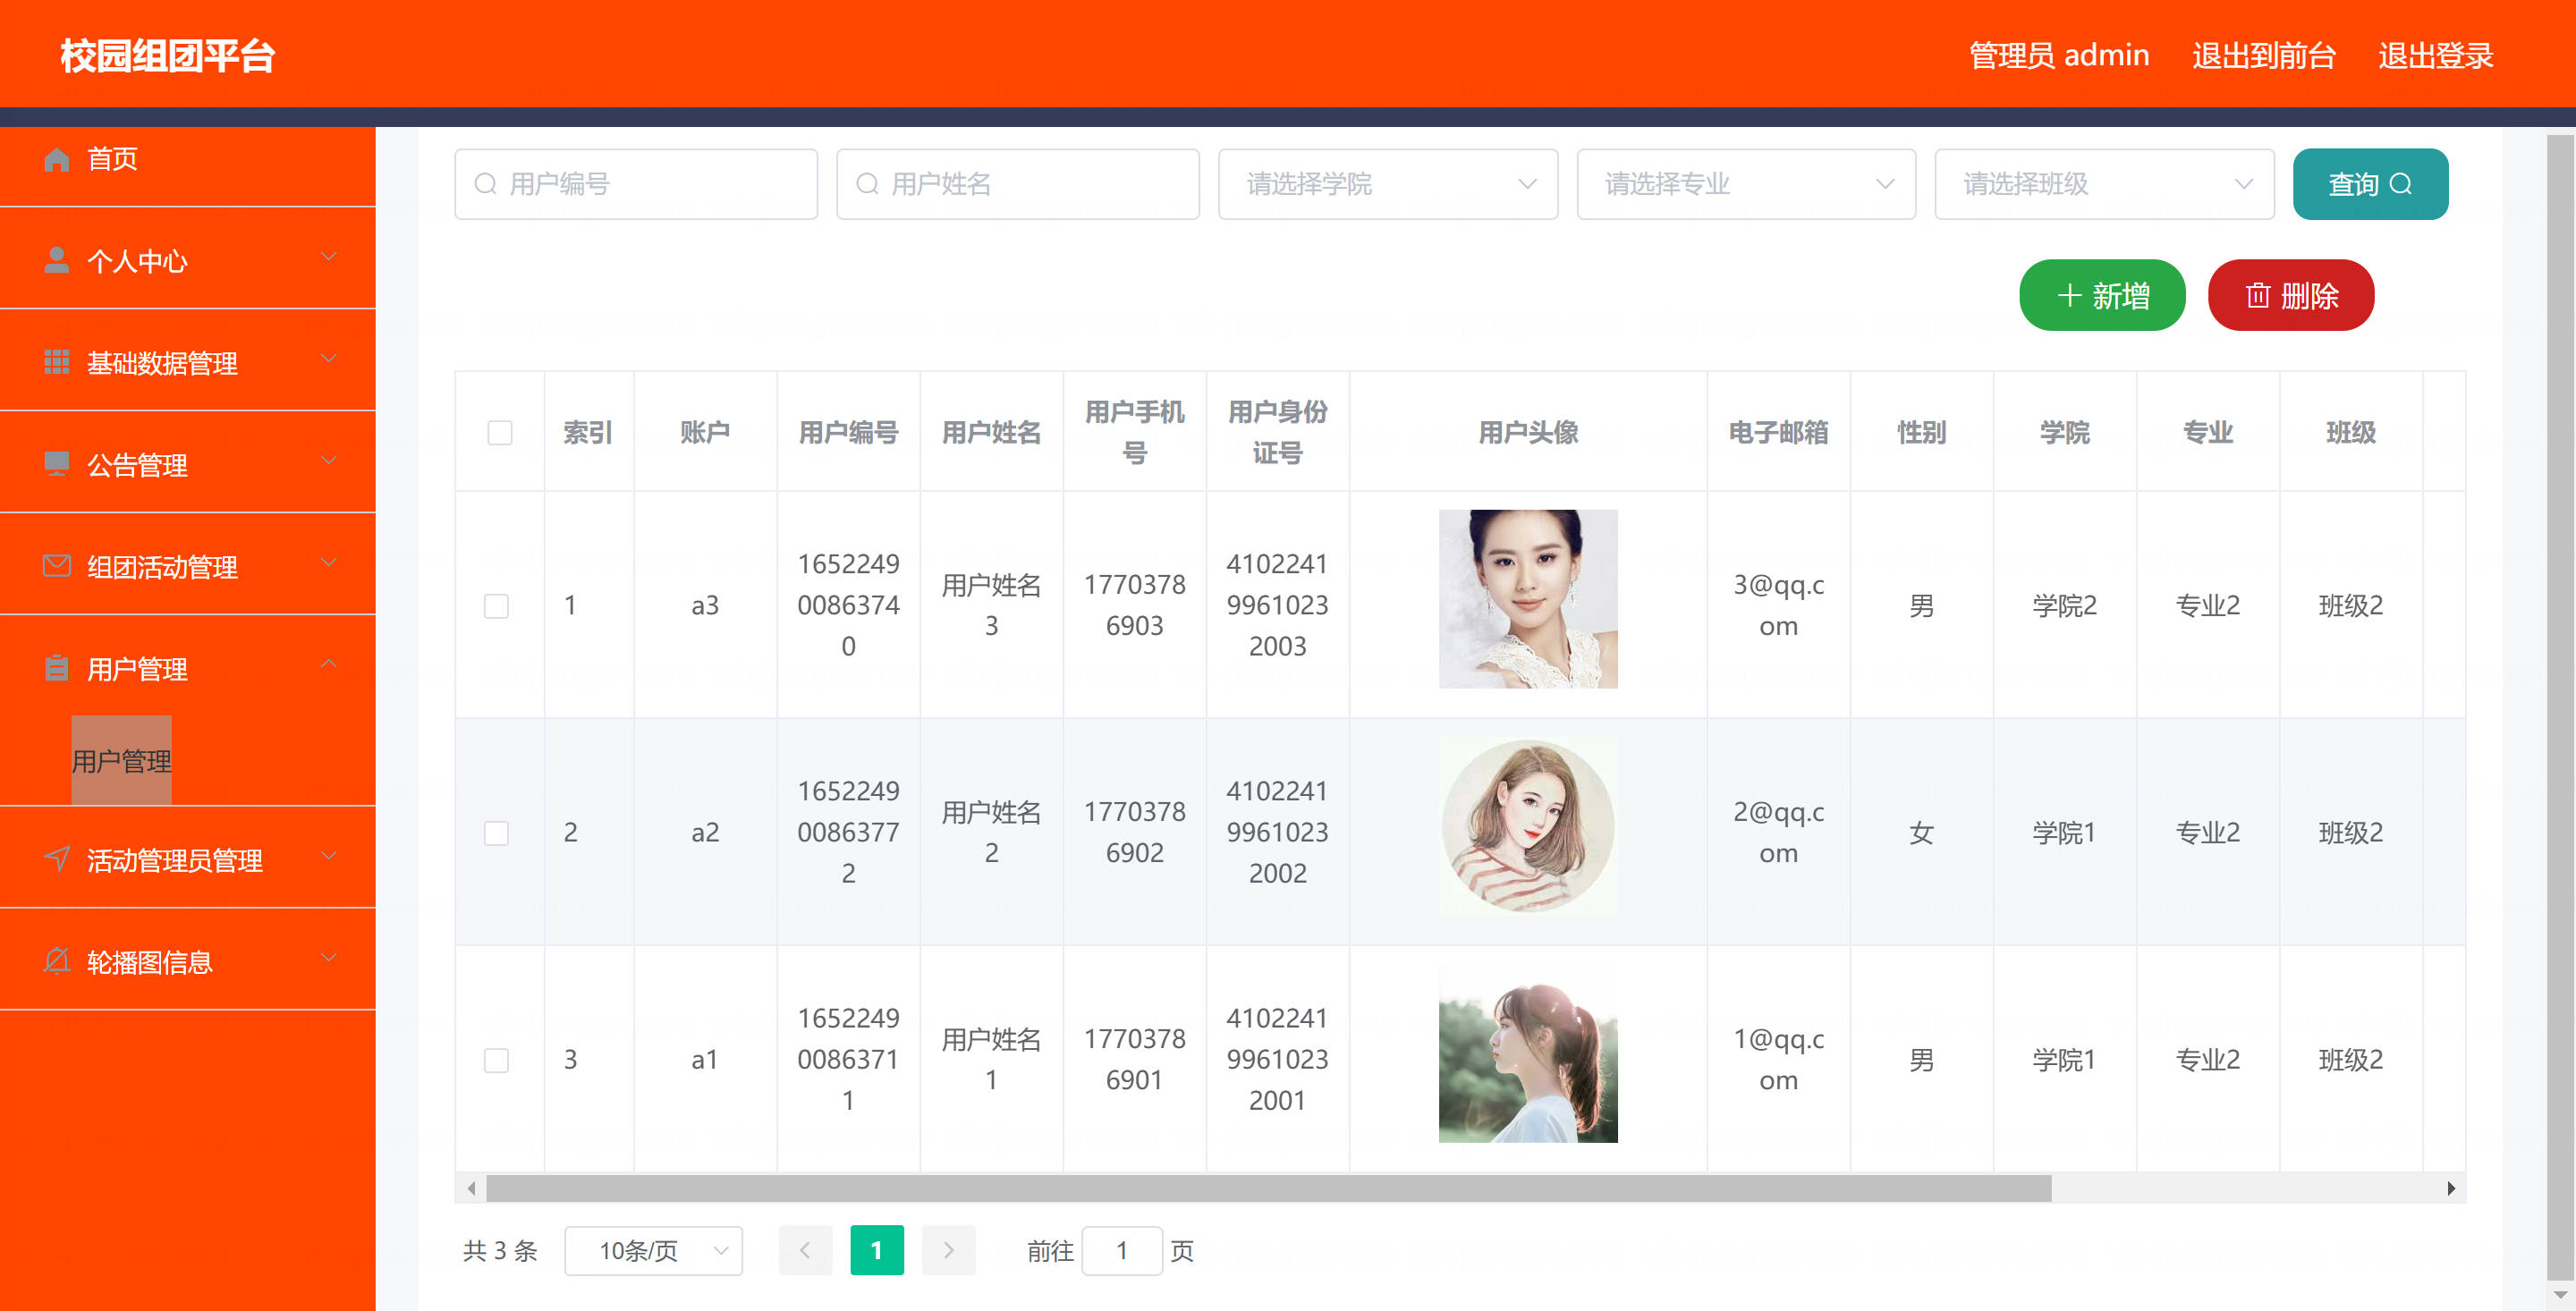 校园组团平台
管理员 admin 退出到前台 退出登录
首页
个人中心
基础数据管理
公告管理
组团活动管理
用户管理
用户管理
活动管理员管理
轮播图信息
用户编号 用户姓名 请选择学院 请选择专业 请选择班级 查询
新增 删除
索引 账户 用户编号 用户姓名 用户手机号 用户身份证号 用户头像 电子邮箱 性别 学院 专业 班级
1 a3 165224900863740 用户姓名3 17703786903 410224199610232003 3@qq.com 男 学院2 专业2 班级2
2 a2 165224900863772 用户姓名2 17703786902 410224199610232002 2@qq.com 女 学院1 专业2 班级2
3 a1 165224900863711 用户姓名1 17703786901 410224199610232001 1@qq.com 男 学院1 专业2 班级2
共 3 条 10条/页 1 前往 1 页